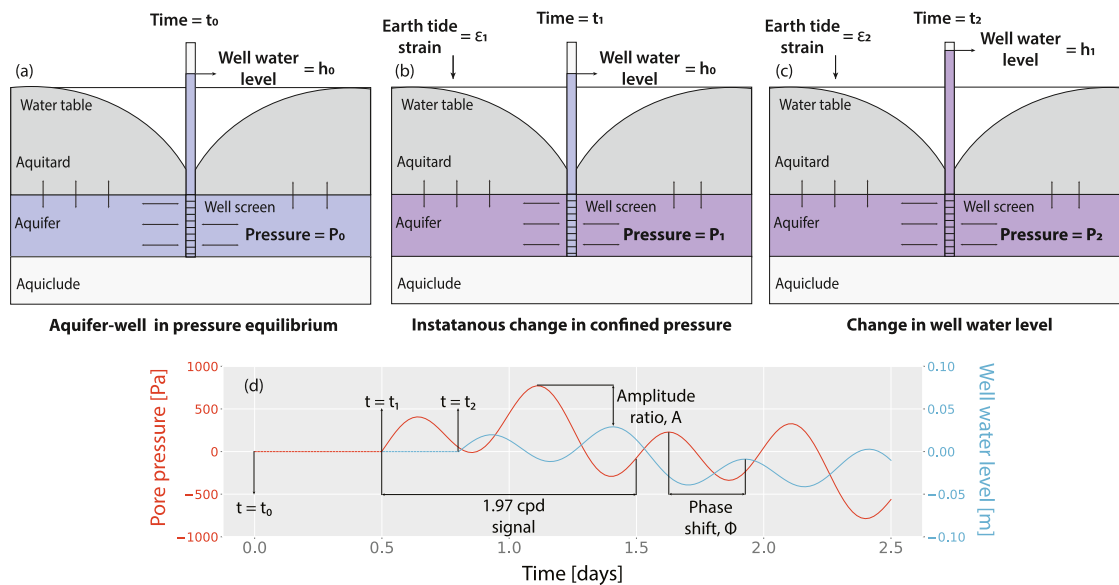 Time = t₀
(a)
Well water
level
= h₀
Water table
Aquitard
Aquifer
Well screen
Pressure = P₀
Aquiclude
Aquifer-well in pressure equilibrium
Time = t₁
Earth tide
strain
= ε₁
(b)
Well water
level
= h₀
Water table
Aquitard
Aquifer
Well screen
Pressure = P₁
Aquiclude
Instatanous change in confined pressure
Time = t₂
Earth tide
strain
= ε₂
(c)
Well water
level
= h₁
Water table
Aquitard
Aquifer
Well screen
Pressure = P₂
Aquiclude
Change in well water level
(d)
Pore pressure [Pa]
1000
500
0
−500
−1000
t = t₀
t = t₁
t = t₂
Amplitude
ratio, A
1.97 cpd
signal
Phase
shift, Φ
0.10
0.05
0.00
−0.05
−0.10
Well water level [m]
0.0
0.5
1.0
1.5
2.0
2.5
Time [days]